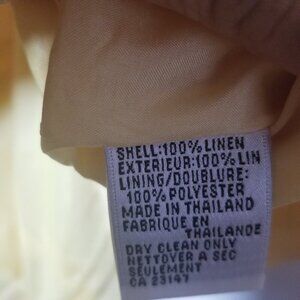 SHELL:100% LINEN
EXTERIEUR:100% LIN
LINING/DOUBLURE:
100% POLYESTER
MADE IN THAILAND
FABRIQUE EN
THAILANDE
DRY CLEAN ONLY
NETTOYER A SEC
SEULEMENT
CA 23147